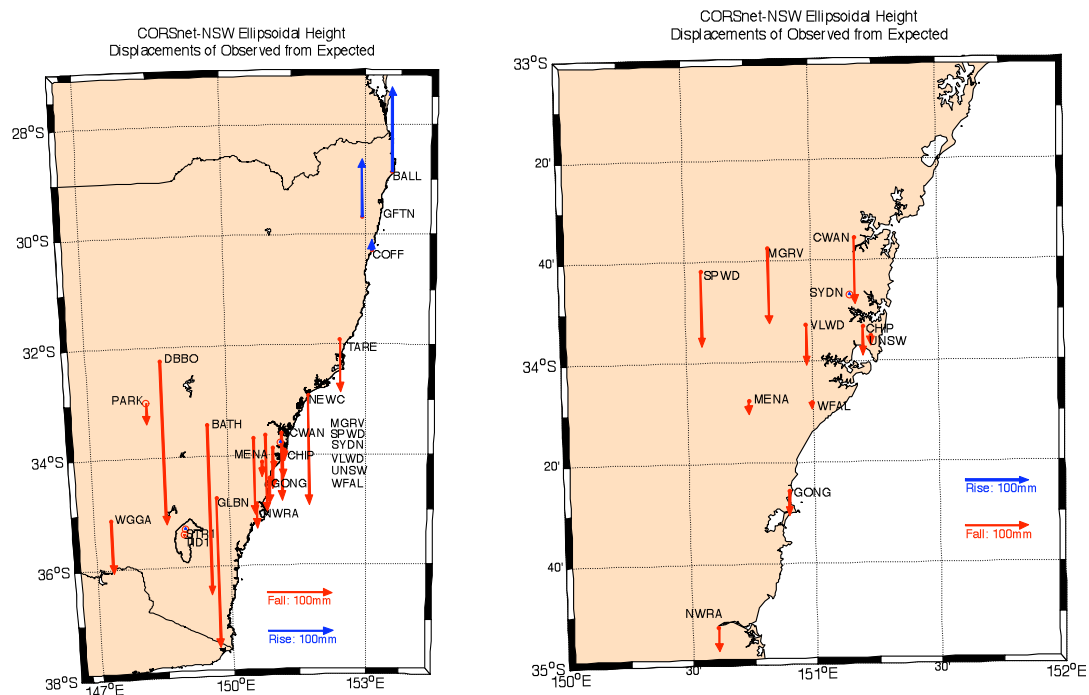 CORSnet-NSW Ellipsoidal Height
Displacements of Observed from Expected
28°S
30°S
32°S
34°S
36°S
38°S
147°E
150°E
153°E
BALL
GFTN
COFF
TARE
DBBO
PARK
NEWC
BATH
CWAN
MGRV
SPWD
SYDN
VLWD
UNSW
WFAL
MENA
CHIP
GONG
GLBN
NWRA
WGGA
Fall: 100mm
Rise: 100mm
CORSnet-NSW Ellipsoidal Height
Displacements of Observed from Expected
33°S
20'
40'
34°S
20'
40'
35°S
150°E
30'
151°E
30'
152°E
CWAN
MGRV
SPWD
SYDN
VLWD
CHIP
UNSW
MENA
WFAL
GONG
NWRA
Rise: 100mm
Fall: 100mm